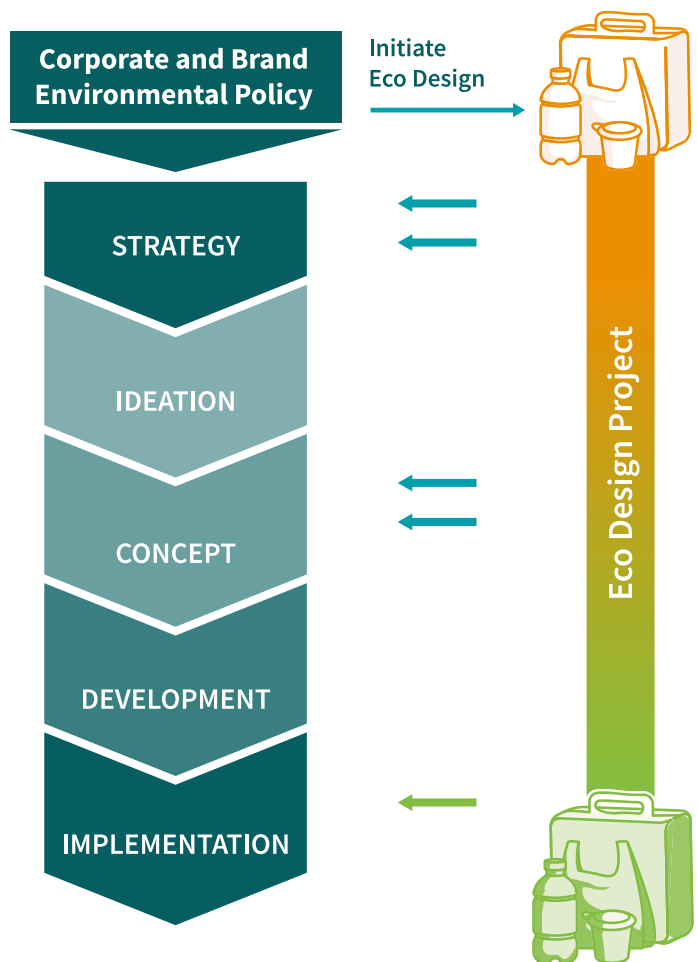 Corporate and Brand
Environmental Policy
Initiate
Eco Design
STRATEGY
IDEATION
CONCEPT
DEVELOPMENT
IMPLEMENTATION
Eco Design Project